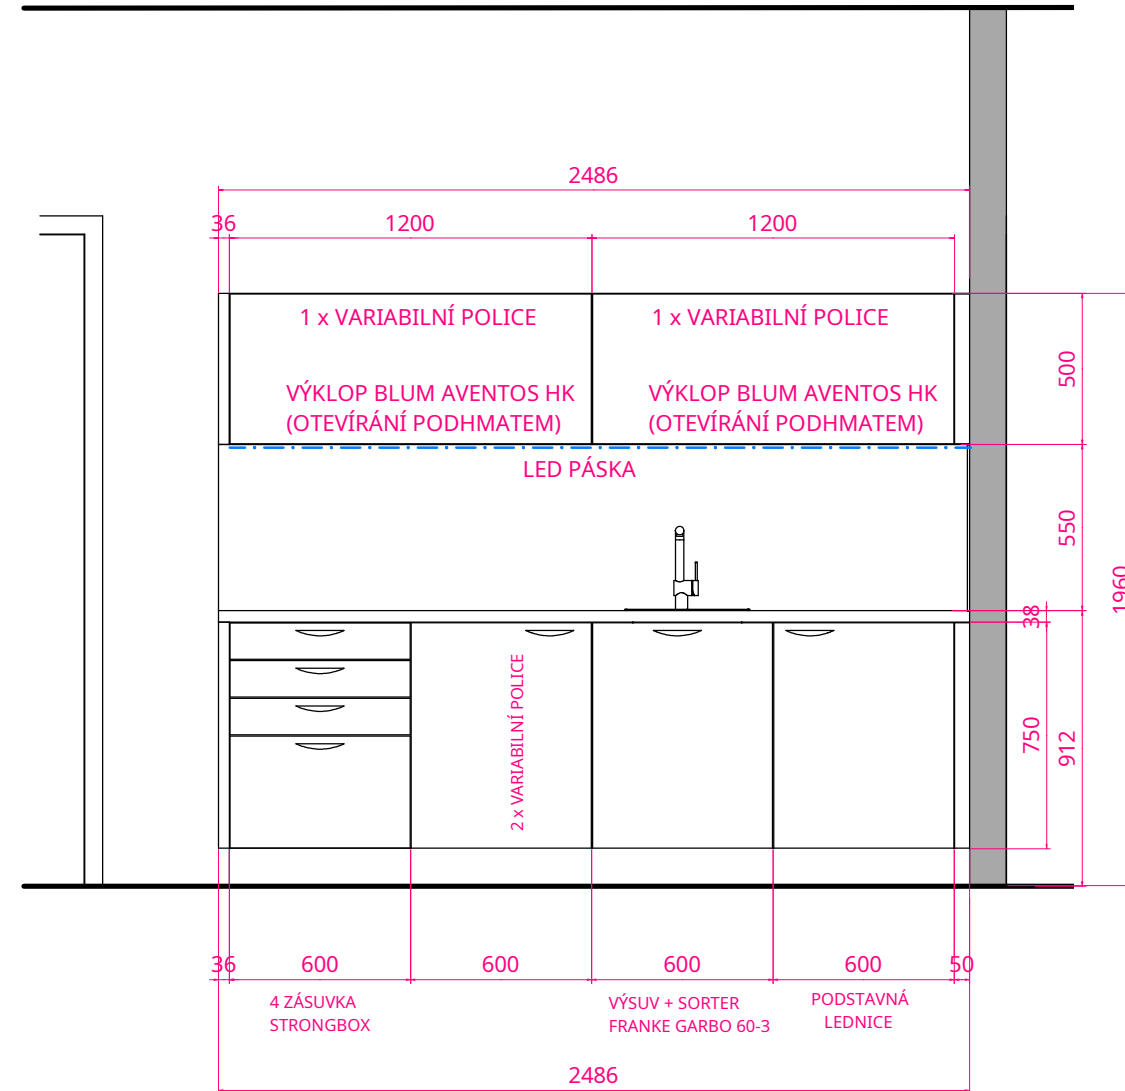 2486
36
1200
1200
1 x VARIABILNÍ POLICE
1 x VARIABILNÍ POLICE
VÝKLOP BLUM AVENTOS HK
(OTEVÍRÁNÍ PODHMATEM)
VÝKLOP BLUM AVENTOS HK
(OTEVÍRÁNÍ PODHMATEM)
500
LED PÁSKA
550
1960
38
2 x VARIABILNÍ POLICE
750
912
36
600
600
600
600
50
4 ZÁSUVKA
STRONGBOX
VÝSUV + SORTER
FRANKE GARBO 60-3
PODSTAVNÁ
LEDNICE
2486